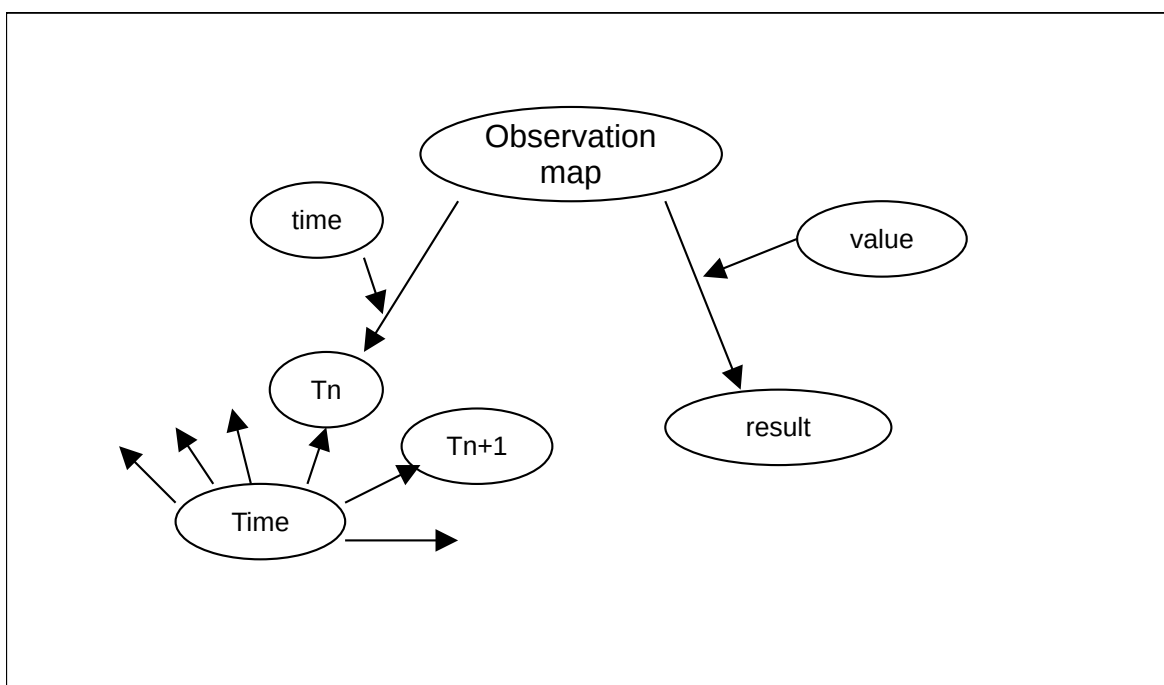 Observation
map
time
value
Tn
Tn+1
result
Time